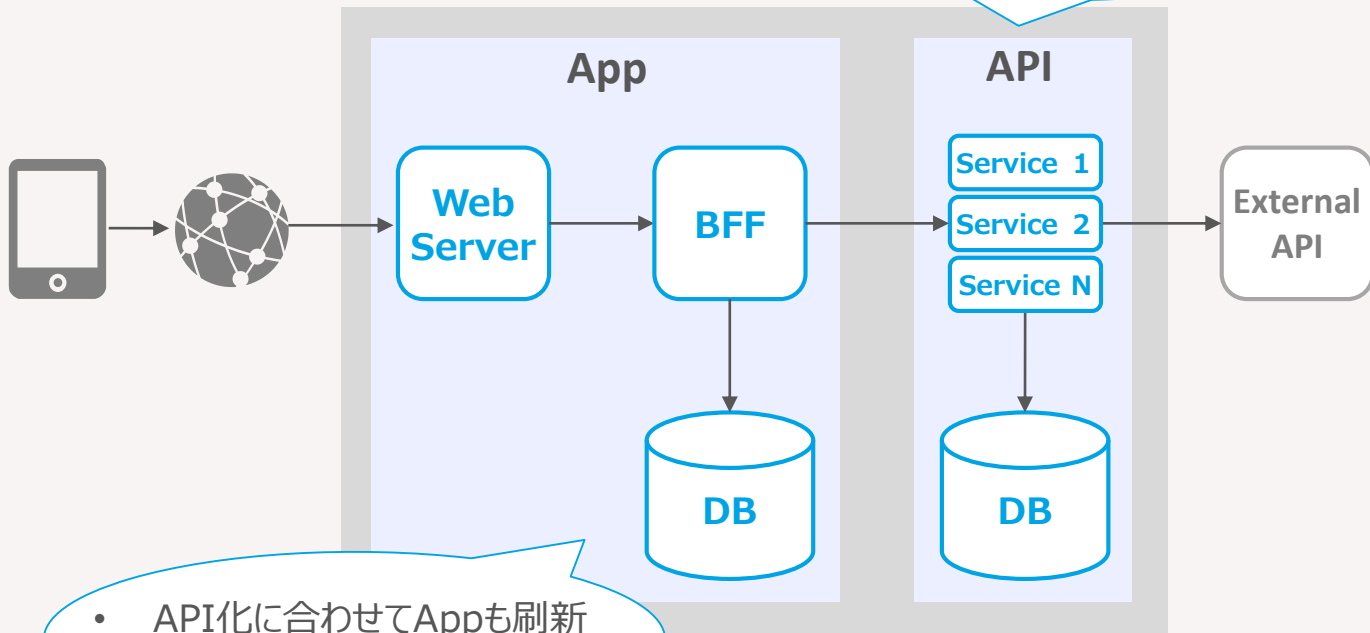 App
API
Web
Server
BFF
Service 1
Service 2
Service N
External
API
DB
DB
• API化に合わせてAppも刷新